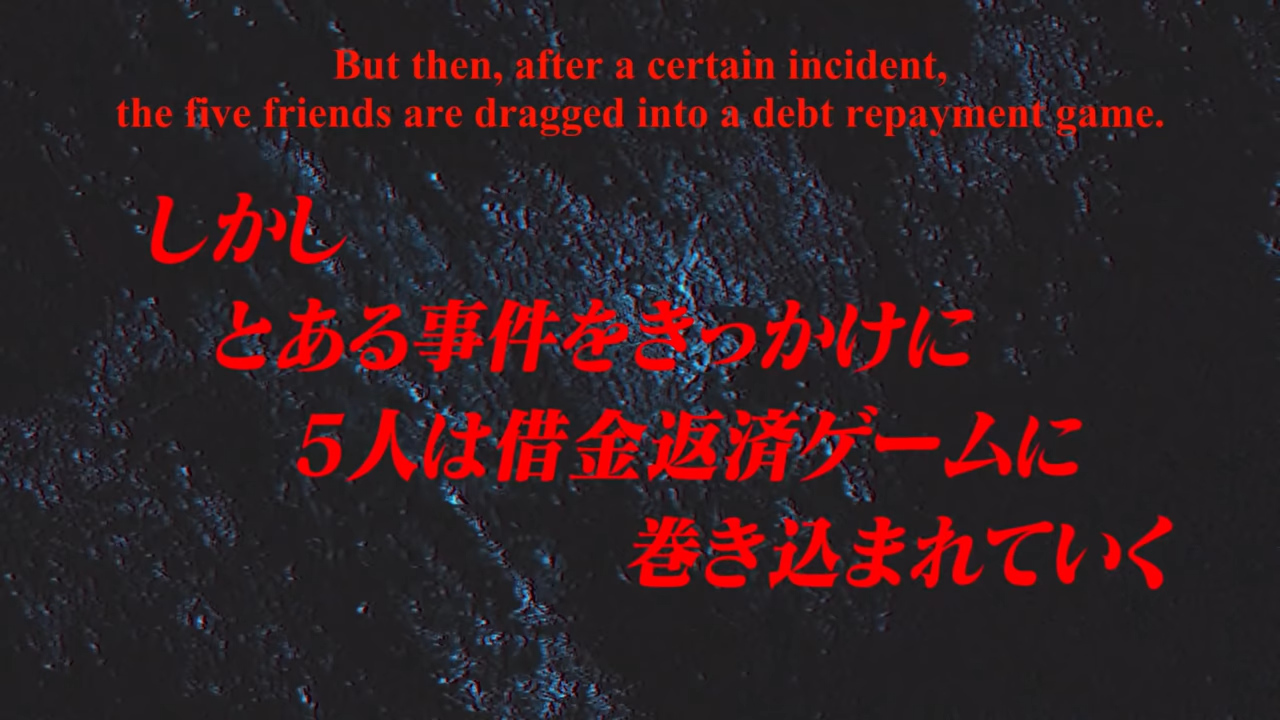 But then, after a certain incident,
the five friends are dragged into a debt repayment game.
しかし
とある事件をきっかけに
5人は借金返済ゲームに
巻き込まれていく